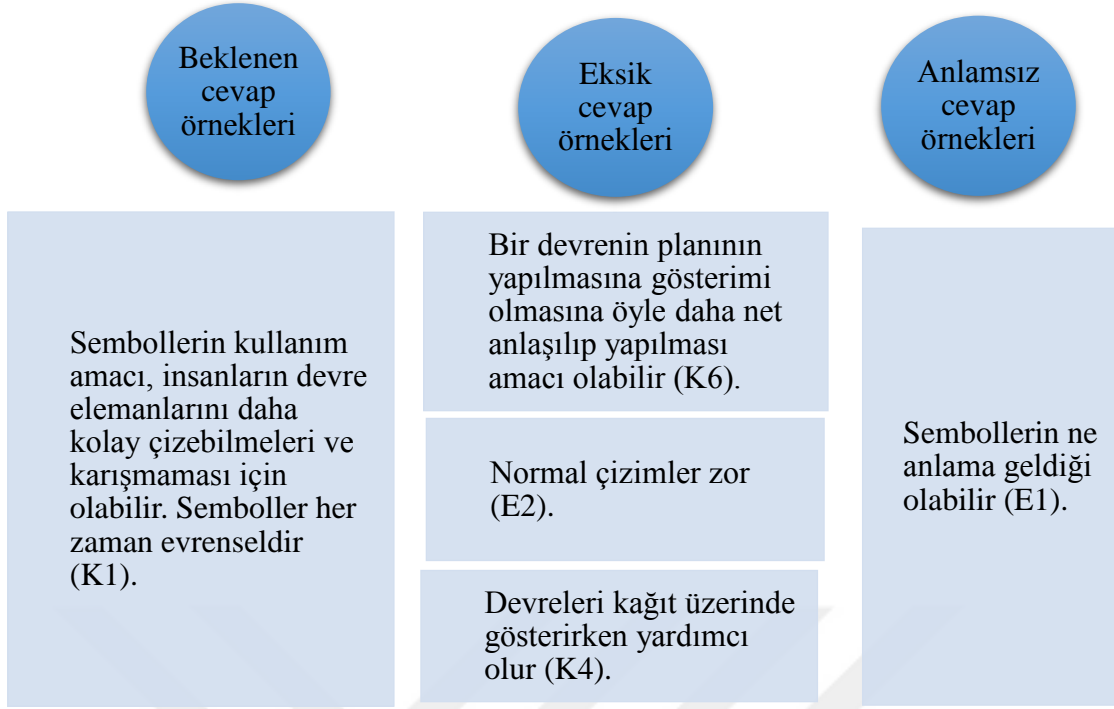 Beklenen
cevap
örnekleri
Eksik
cevap
örnekleri
Anlamsız
cevap
örnekleri
Sembollerin kullanım
amacı, insanların devre
elemanlarını daha
kolay çizebilmeleri ve
karışmaması için
olabilir. Semboller her
zaman evrenseldir
(K1).
Bir devrenin planının
yapılmasına gösterimi
olmasına öyle daha net
anlaşılıp yapılması
amacı olabilir (K6).
Normal çizimler zor
(E2).
Devreleri kağıt üzerinde
gösterirken yardımcı
olur (K4).
Sembollerin ne
anlama geldiği
olabilir (E1).